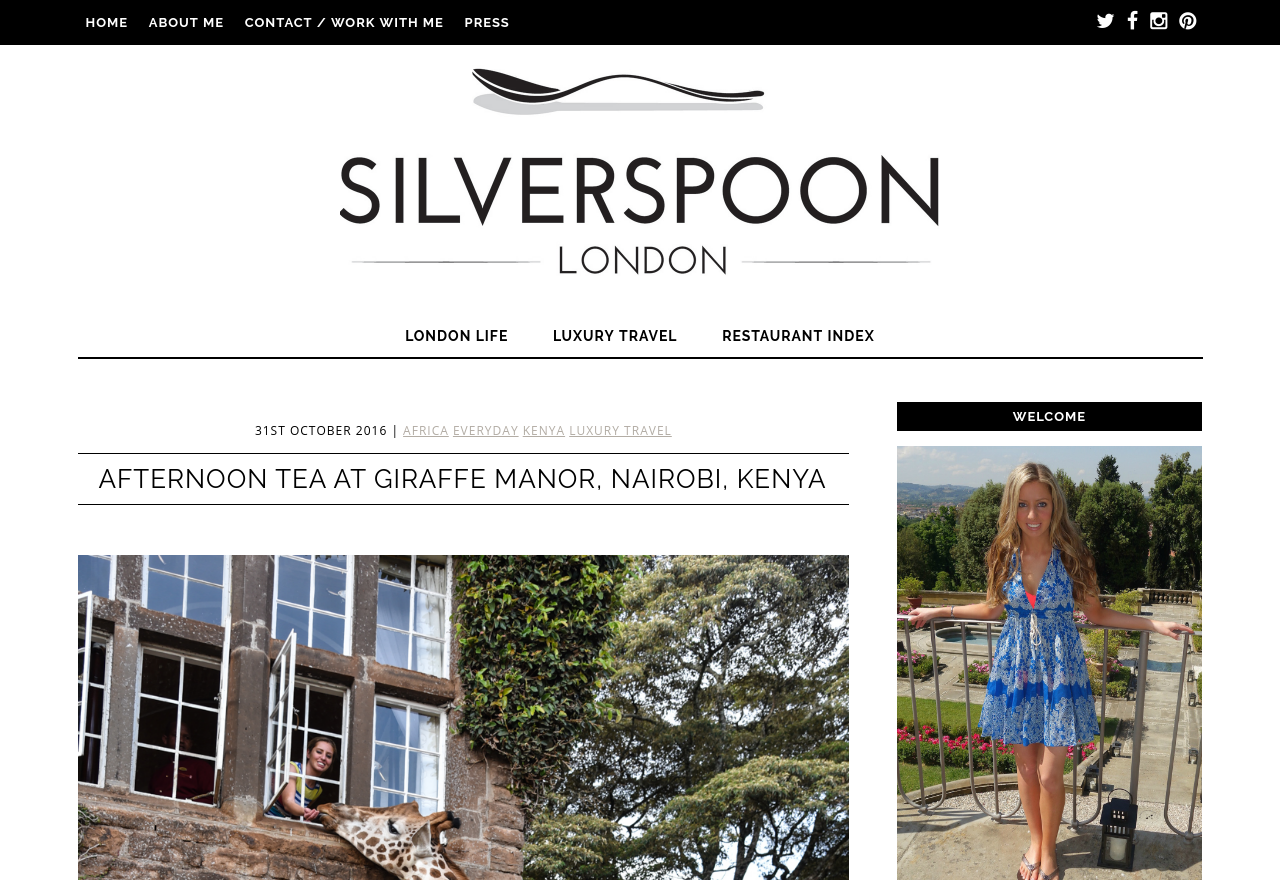 HOME ABOUT ME CONTACT / WORK WITH ME PRESS
SILVERSPOON
LONDON
LONDON LIFE LUXURY TRAVEL RESTAURANT INDEX
31ST OCTOBER 2016 | AFRICA EVERYDAY KENYA LUXURY TRAVEL
AFTERNOON TEA AT GIRAFFE MANOR, NAIROBI, KENYA
WELCOME